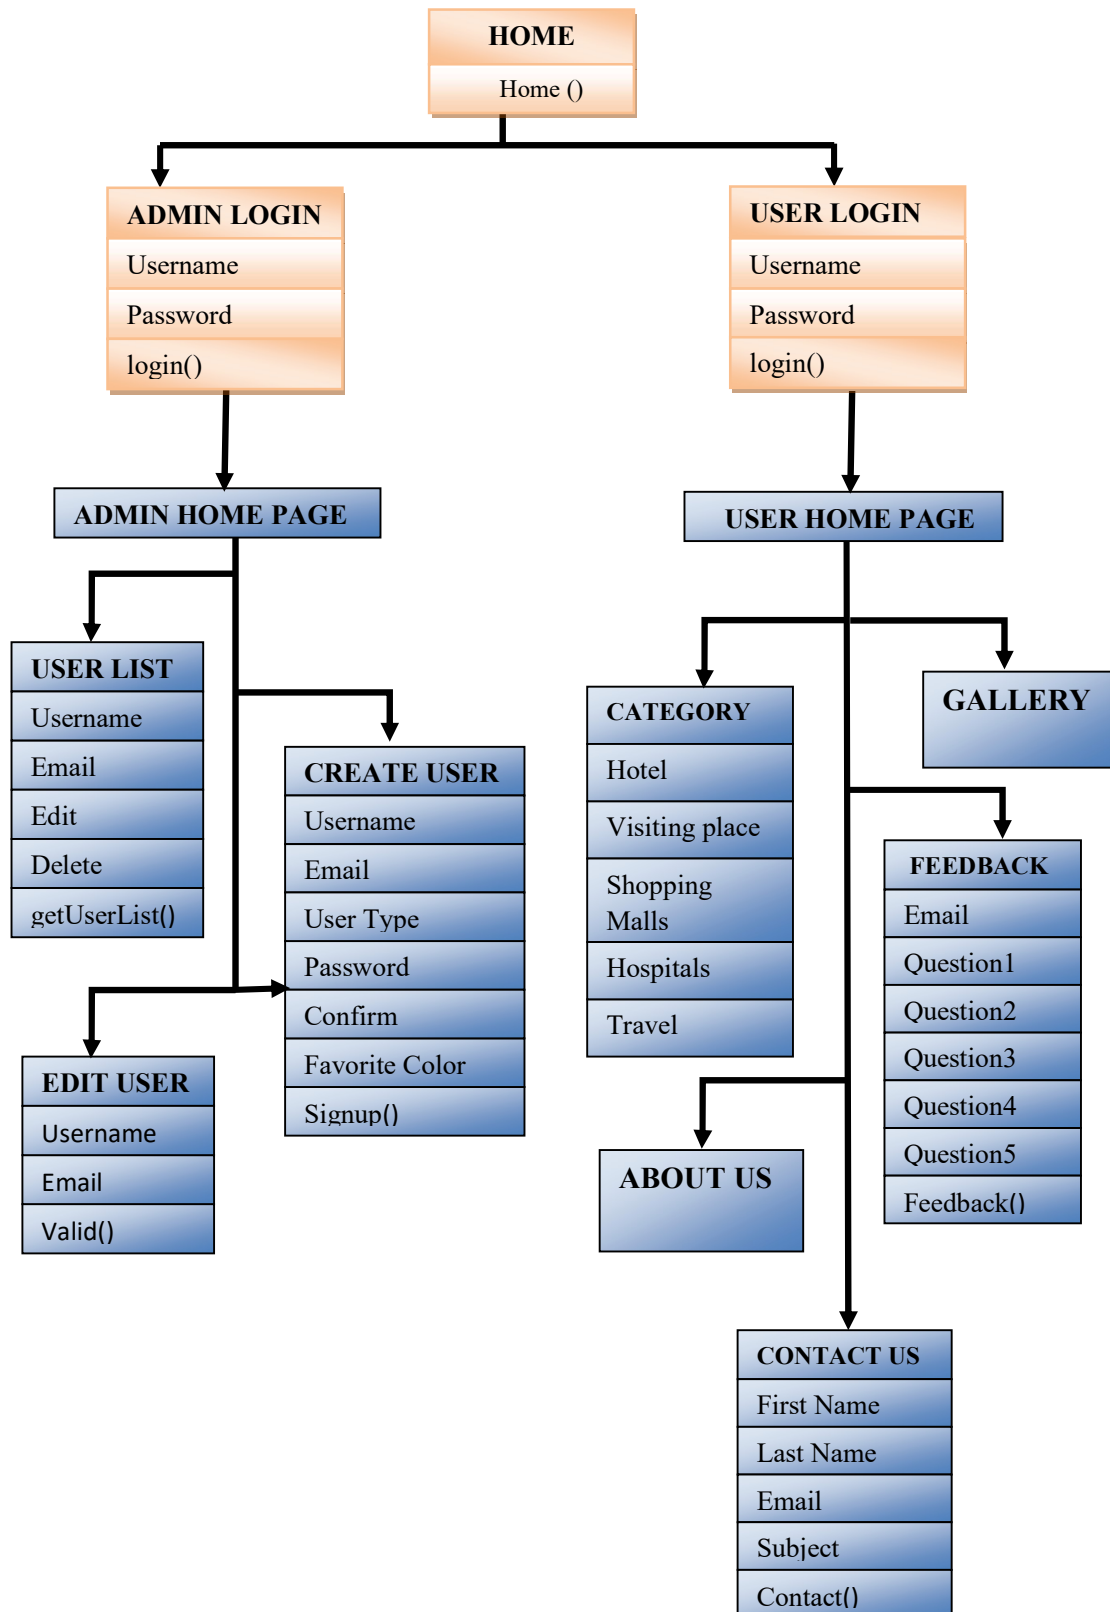 HOME
Home ()
ADMIN LOGIN
Username
Password
login()
USER LOGIN
Username
Password
login()
ADMIN HOME PAGE
USER HOME PAGE
USER LIST
Username
Email
Edit
Delete
getUserList()
CREATE USER
Username
Email
User Type
Password
Confirm
Favorite Color
Signup()
EDIT USER
Username
Email
Valid()
CATEGORY
Hotel
Visiting place
Shopping
Malls
Hospitals
Travel
GALLERY
FEEDBACK
Email
Question1
Question2
Question3
Question4
Question5
Feedback()
ABOUT US
CONTACT US
First Name
Last Name
Email
Subject
Contact()